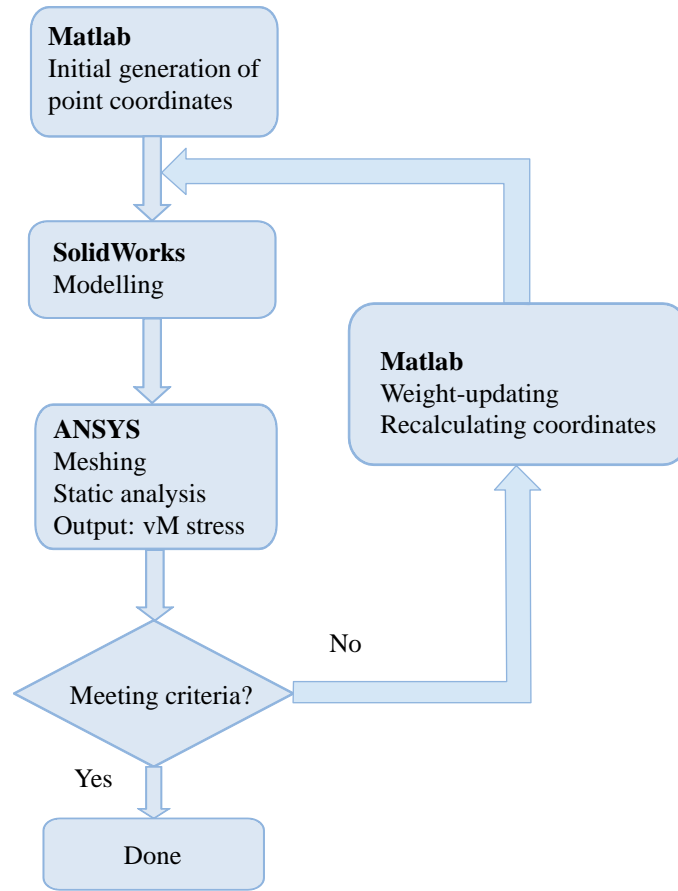 Matlab
Initial generation of
point coordinates
SolidWorks
Modelling
Matlab
Weight-updating
Recalculating coordinates
ANSYS
Meshing
Static analysis
Output: vM stress
No
Meeting criteria?
Yes
Done